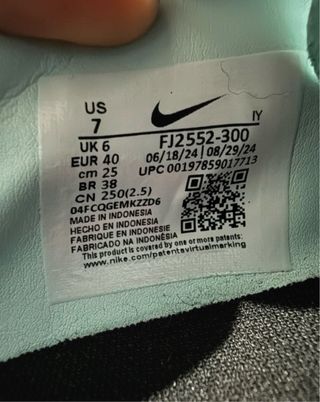 US
7
IY
UK 6
FJ2552-300
EUR 40
06/18/24 | 08/29/24
cm 25
UPC 00197859017713
BR 38
CN 250(2.5)
04FCQGEMKZZD6
MADE IN INDONESIA
HECHO EN INDONESIA
FABRIQUE EN INDONESIE
FABRICADO NA INDONÉSIA
This product is covered by one or more patents:
www.nike.com/patentsvirtualmarking